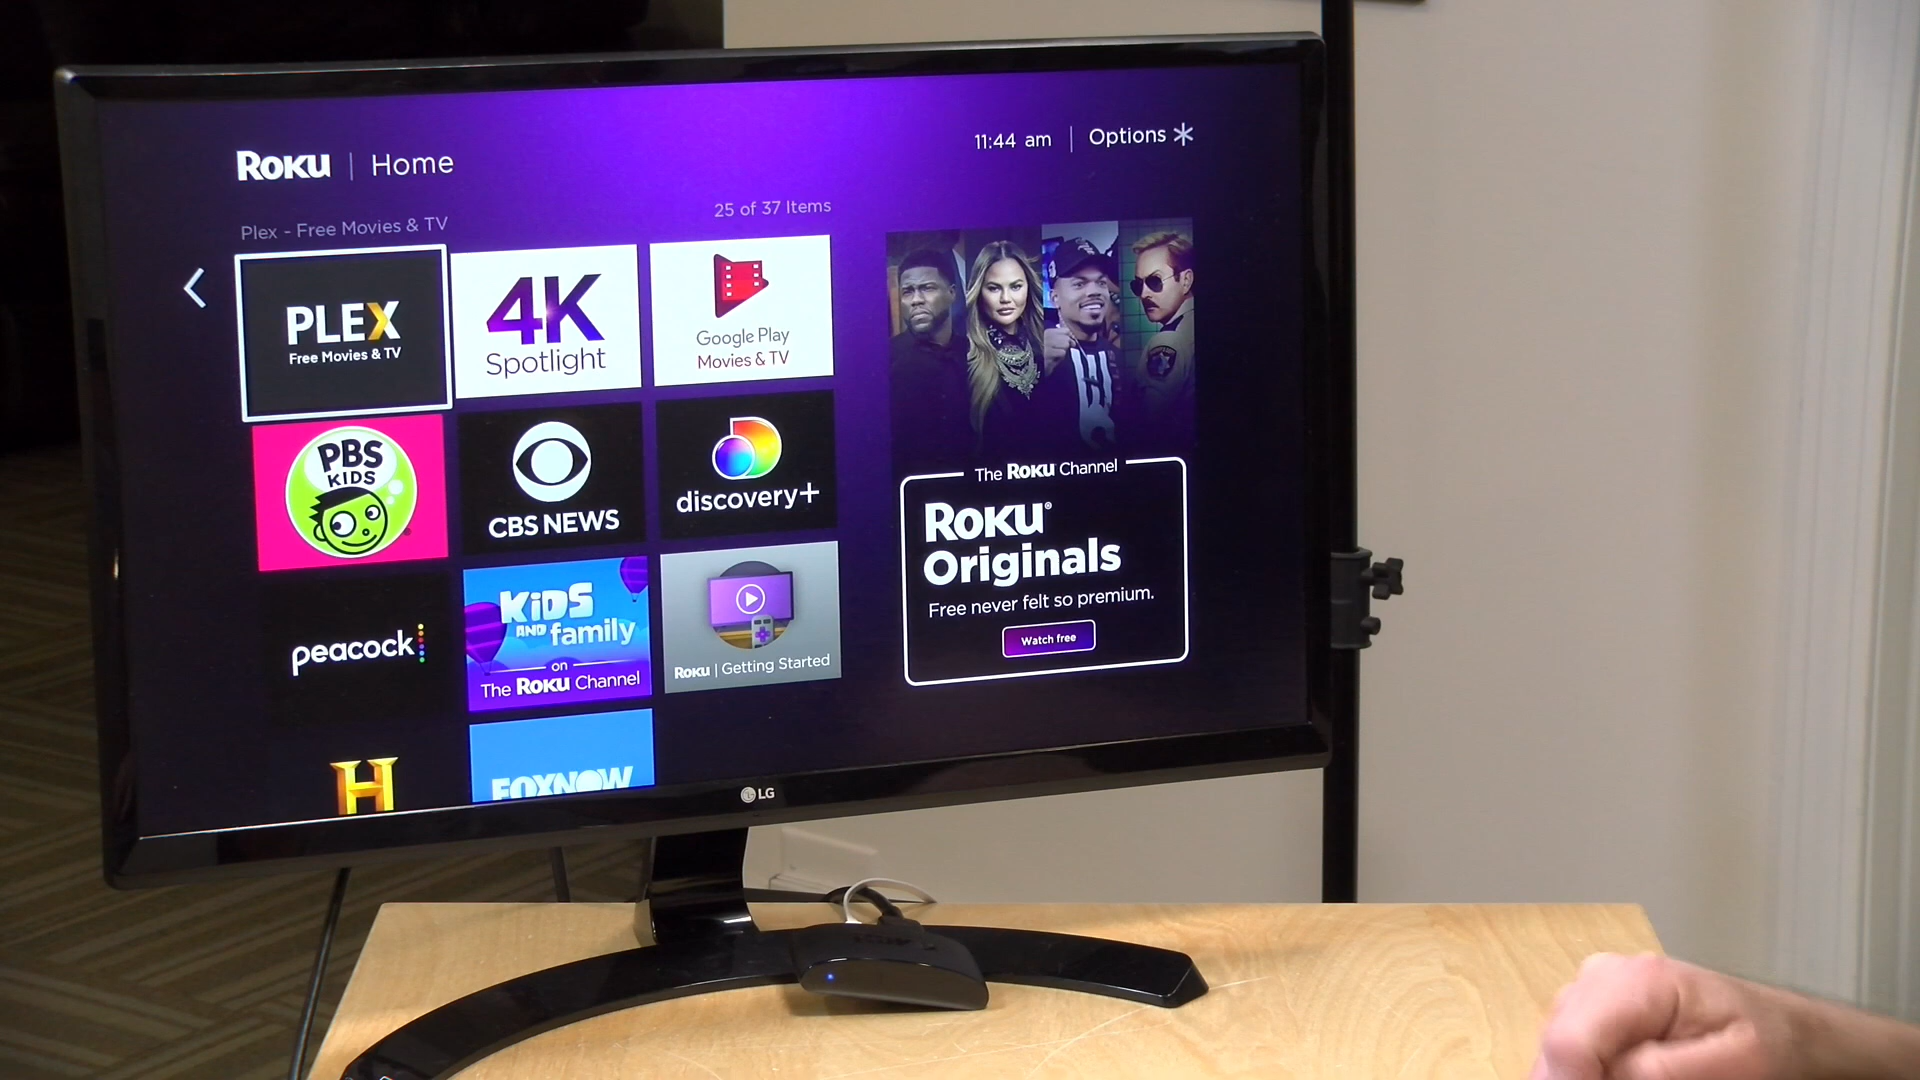 ROKU | Home
11:44 am | Options
Plex - Free Movies & TV
25 of 37 Items
PLEX
Free Movies & TV
4K
Spotlight
Google Play
Movies & TV
PBS
KIDS
CBS NEWS
discovery+
peacock
KiDS
AND family
on
The ROKU Channel
ROKU | Getting Started
H
FOXNOW
The ROKU Channel
ROKU®
Originals
Free never felt so premium.
Watch free
LG